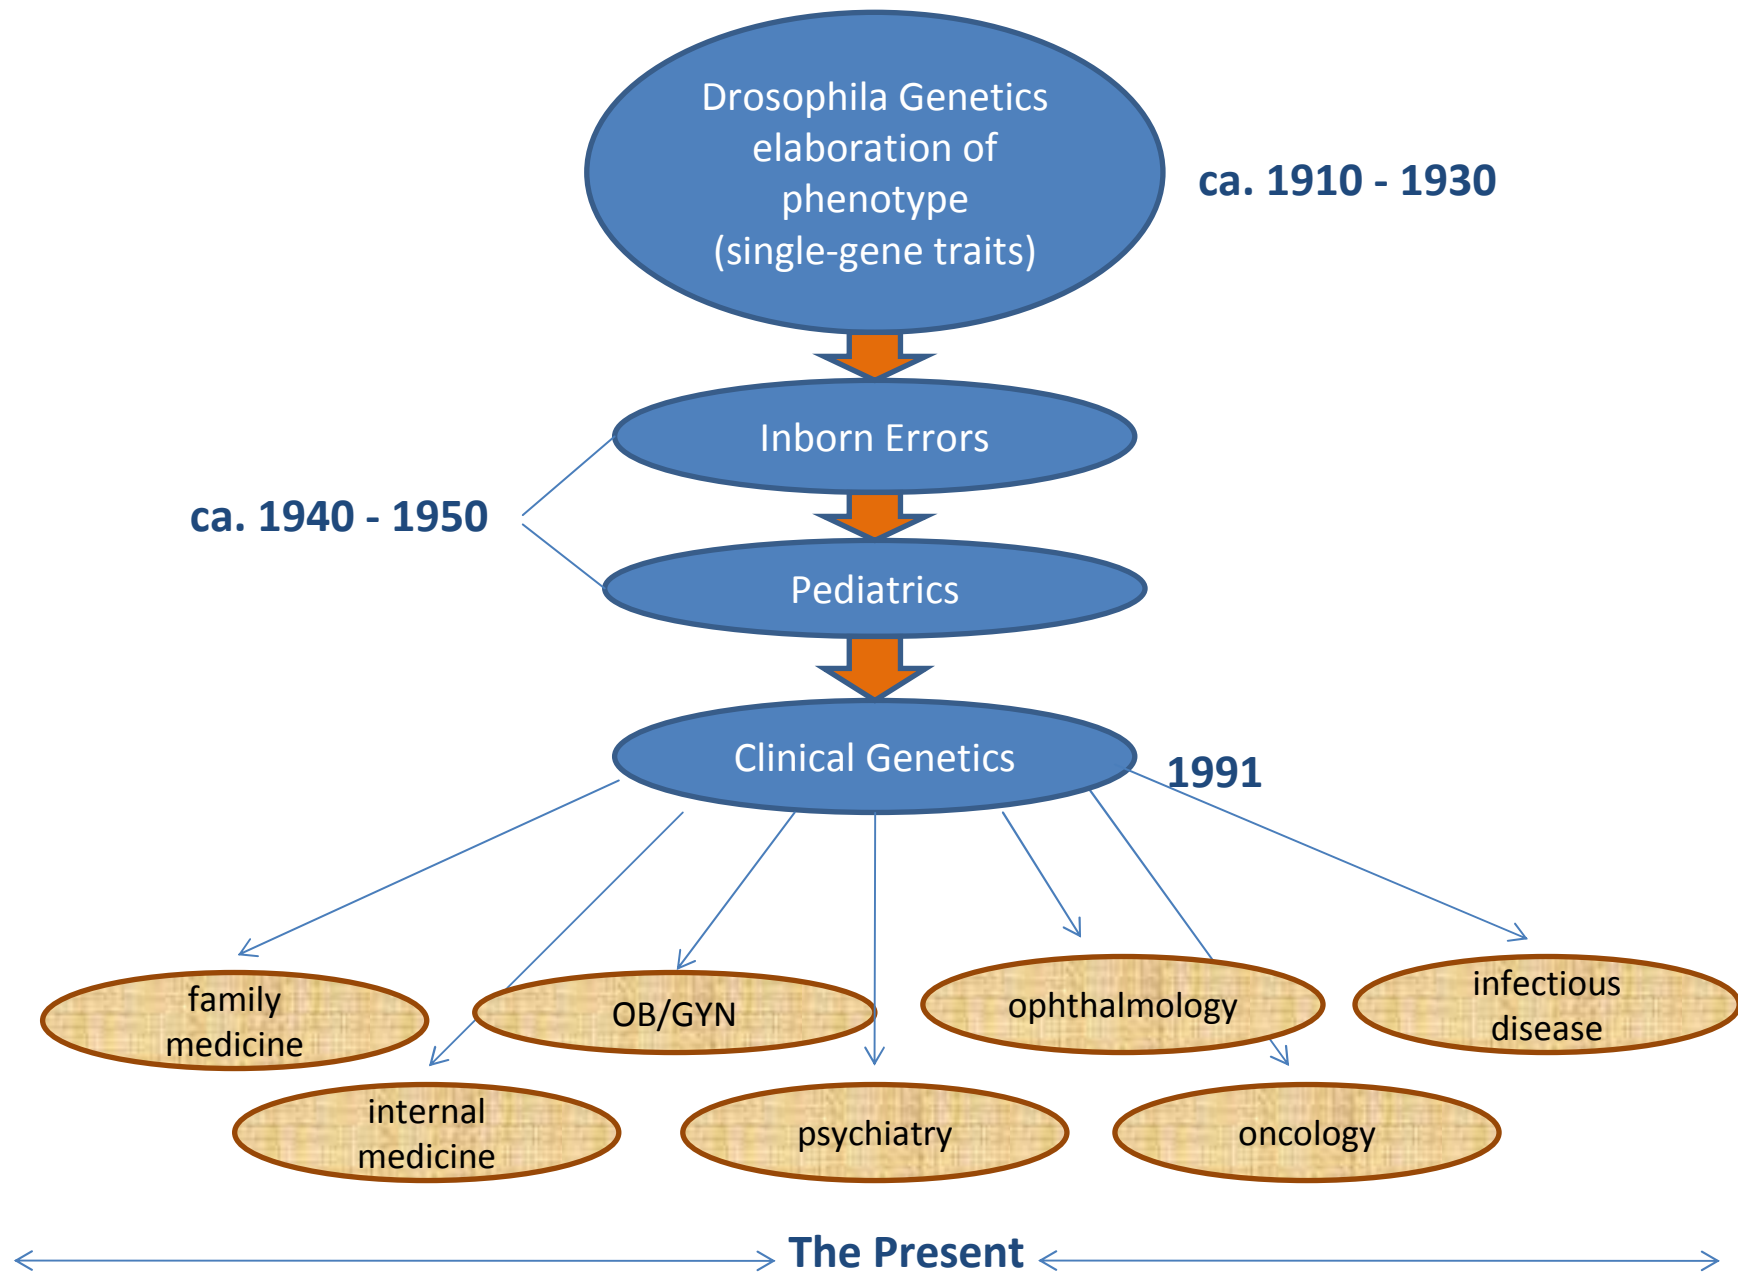 Drosophila Genetics
elaboration of
phenotype
(single-gene traits)
ca. 1910 - 1930
Inborn Errors
ca. 1940 - 1950
Pediatrics
Clinical Genetics
1991
family
medicine
OB/GYN
ophthalmology
infectious
disease
internal
medicine
psychiatry
oncology
The Present